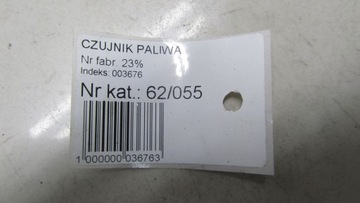 CZUJNIK PALIWA
Nr fabr. 23%
Indeks: 003676
Nr kat.: 62/055
1 000000 036763